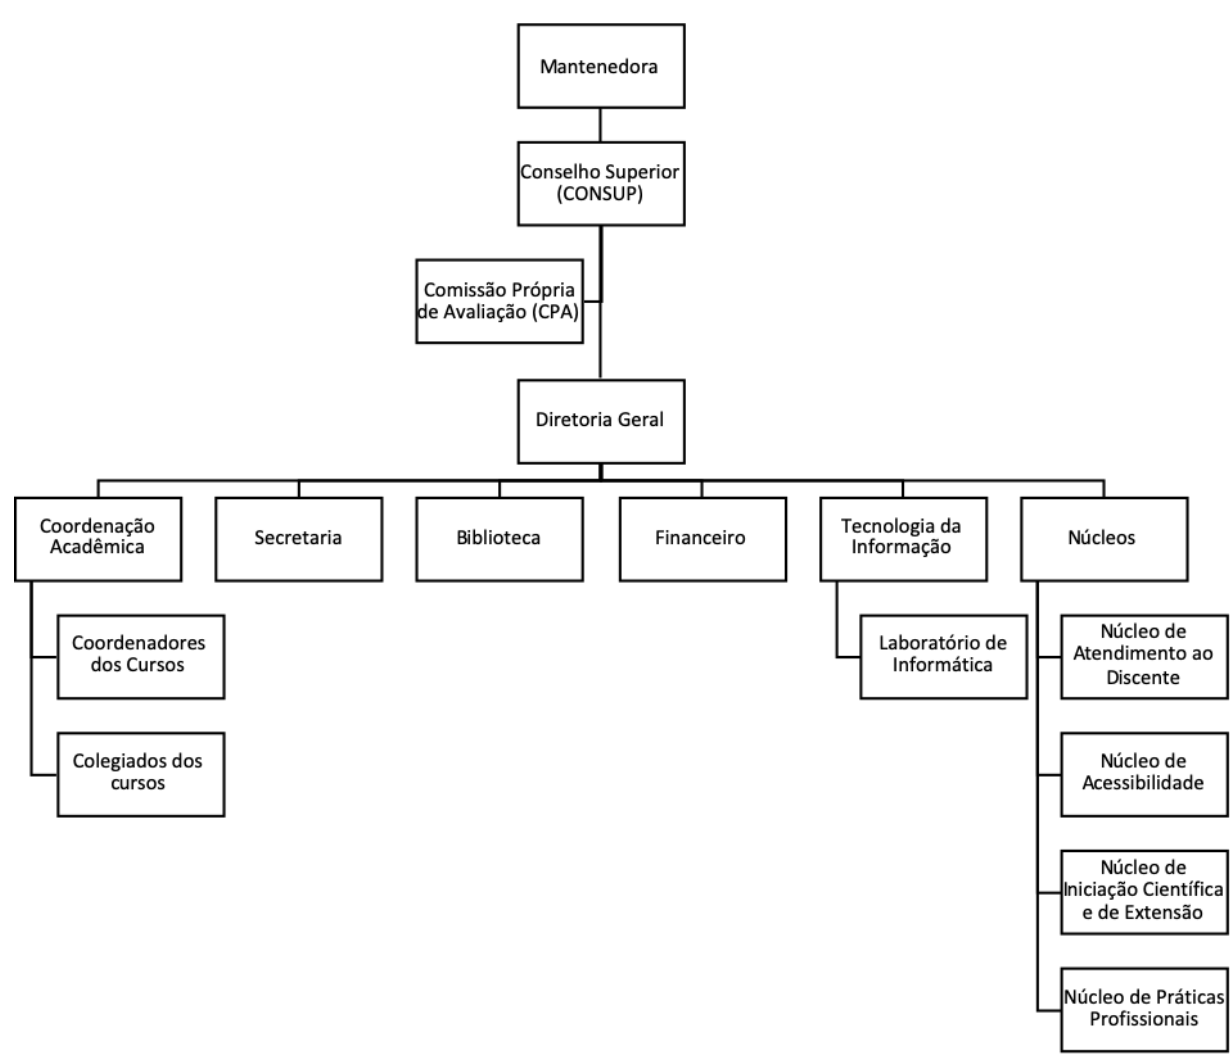 Mantenedora
Conselho Superior
(CONSUP)
Comissão Própria
de Avaliação (CPA)
Diretoria Geral
Coordenação
Acadêmica
Secretaria
Biblioteca
Financeiro
Tecnologia da
Informação
Núcleos
Coordenadores
dos Cursos
Colegiados dos
cursos
Laboratório de
Informática
Núcleo de
Atendimento ao
Discente
Núcleo de
Acessibilidade
Núcleo de
Iniciação Científica
e de Extensão
Núcleo de Práticas
Profissionais